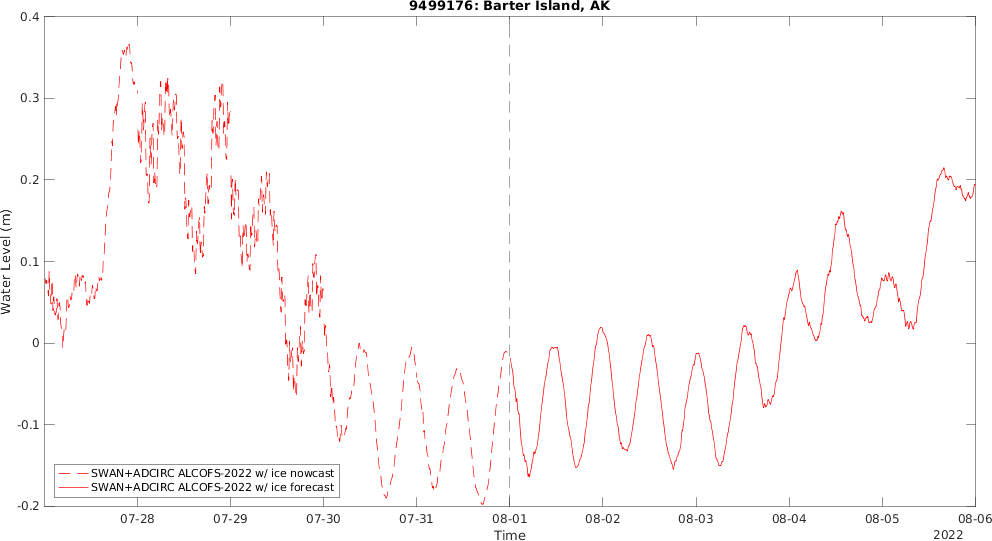 9499176: Barter Island, AK
0.4
0.3
0.2
0.1
0
-0.1
-0.2
Water Level (m)
SWAN+ADCIRC ALCOFS-2022 w/ ice nowcast
SWAN+ADCIRC ALCOFS-2022 w/ ice forecast
07-28 07-29 07-30 07-31 08-01 08-02 08-03 08-04 08-05 08-06
Time
2022